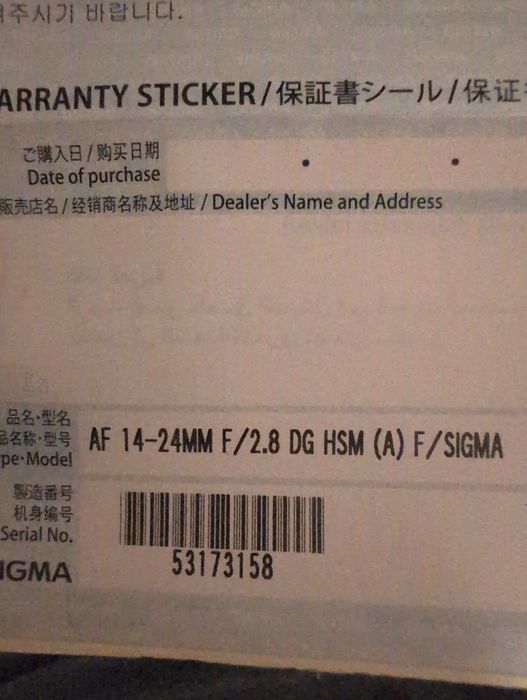 주시기 바랍니다.
ARRANTY STICKER/保証書シール/保证
ご購入日/购买日期
Date of purchase
販売店名/经销商名称及地址/Dealer's Name and Address
品名·型名
品名称·型号
pe·Model
AF 14-24MM F/2.8 DG HSM (A) F/SIGMA
製造番号
机身编号
Serial No.
53173158
IGMA